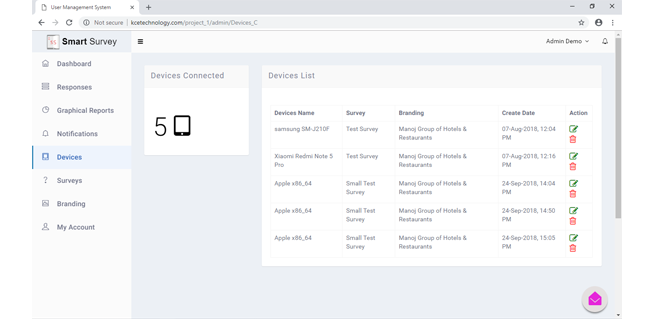 User Management System
Not secure | kcetechnology.com/project_1/admin/Devices_C
SS Smart Survey
Admin Demo
Dashboard
Responses
Graphical Reports
Notifications
Devices
Surveys
Branding
My Account
Devices Connected
5
Devices List
Devices Name Survey Branding Create Date Action
samsung SM-J210F Test Survey Manoj Group of Hotels & 07-Aug-2018, 12:04
Restaurants PM
Xiaomi Redmi Note 5 Test Survey Manoj Group of Hotels & 07-Aug-2018, 12:16
Pro Restaurants PM
Apple x86_64 Small Test Manoj Group of Hotels & 24-Sep-2018, 14:04
Survey Restaurants PM
Apple x86_64 Small Test Manoj Group of Hotels & 24-Sep-2018, 14:50
Survey Restaurants PM
Apple x86_64 Small Test Manoj Group of Hotels & 24-Sep-2018, 15:05
Survey Restaurants PM